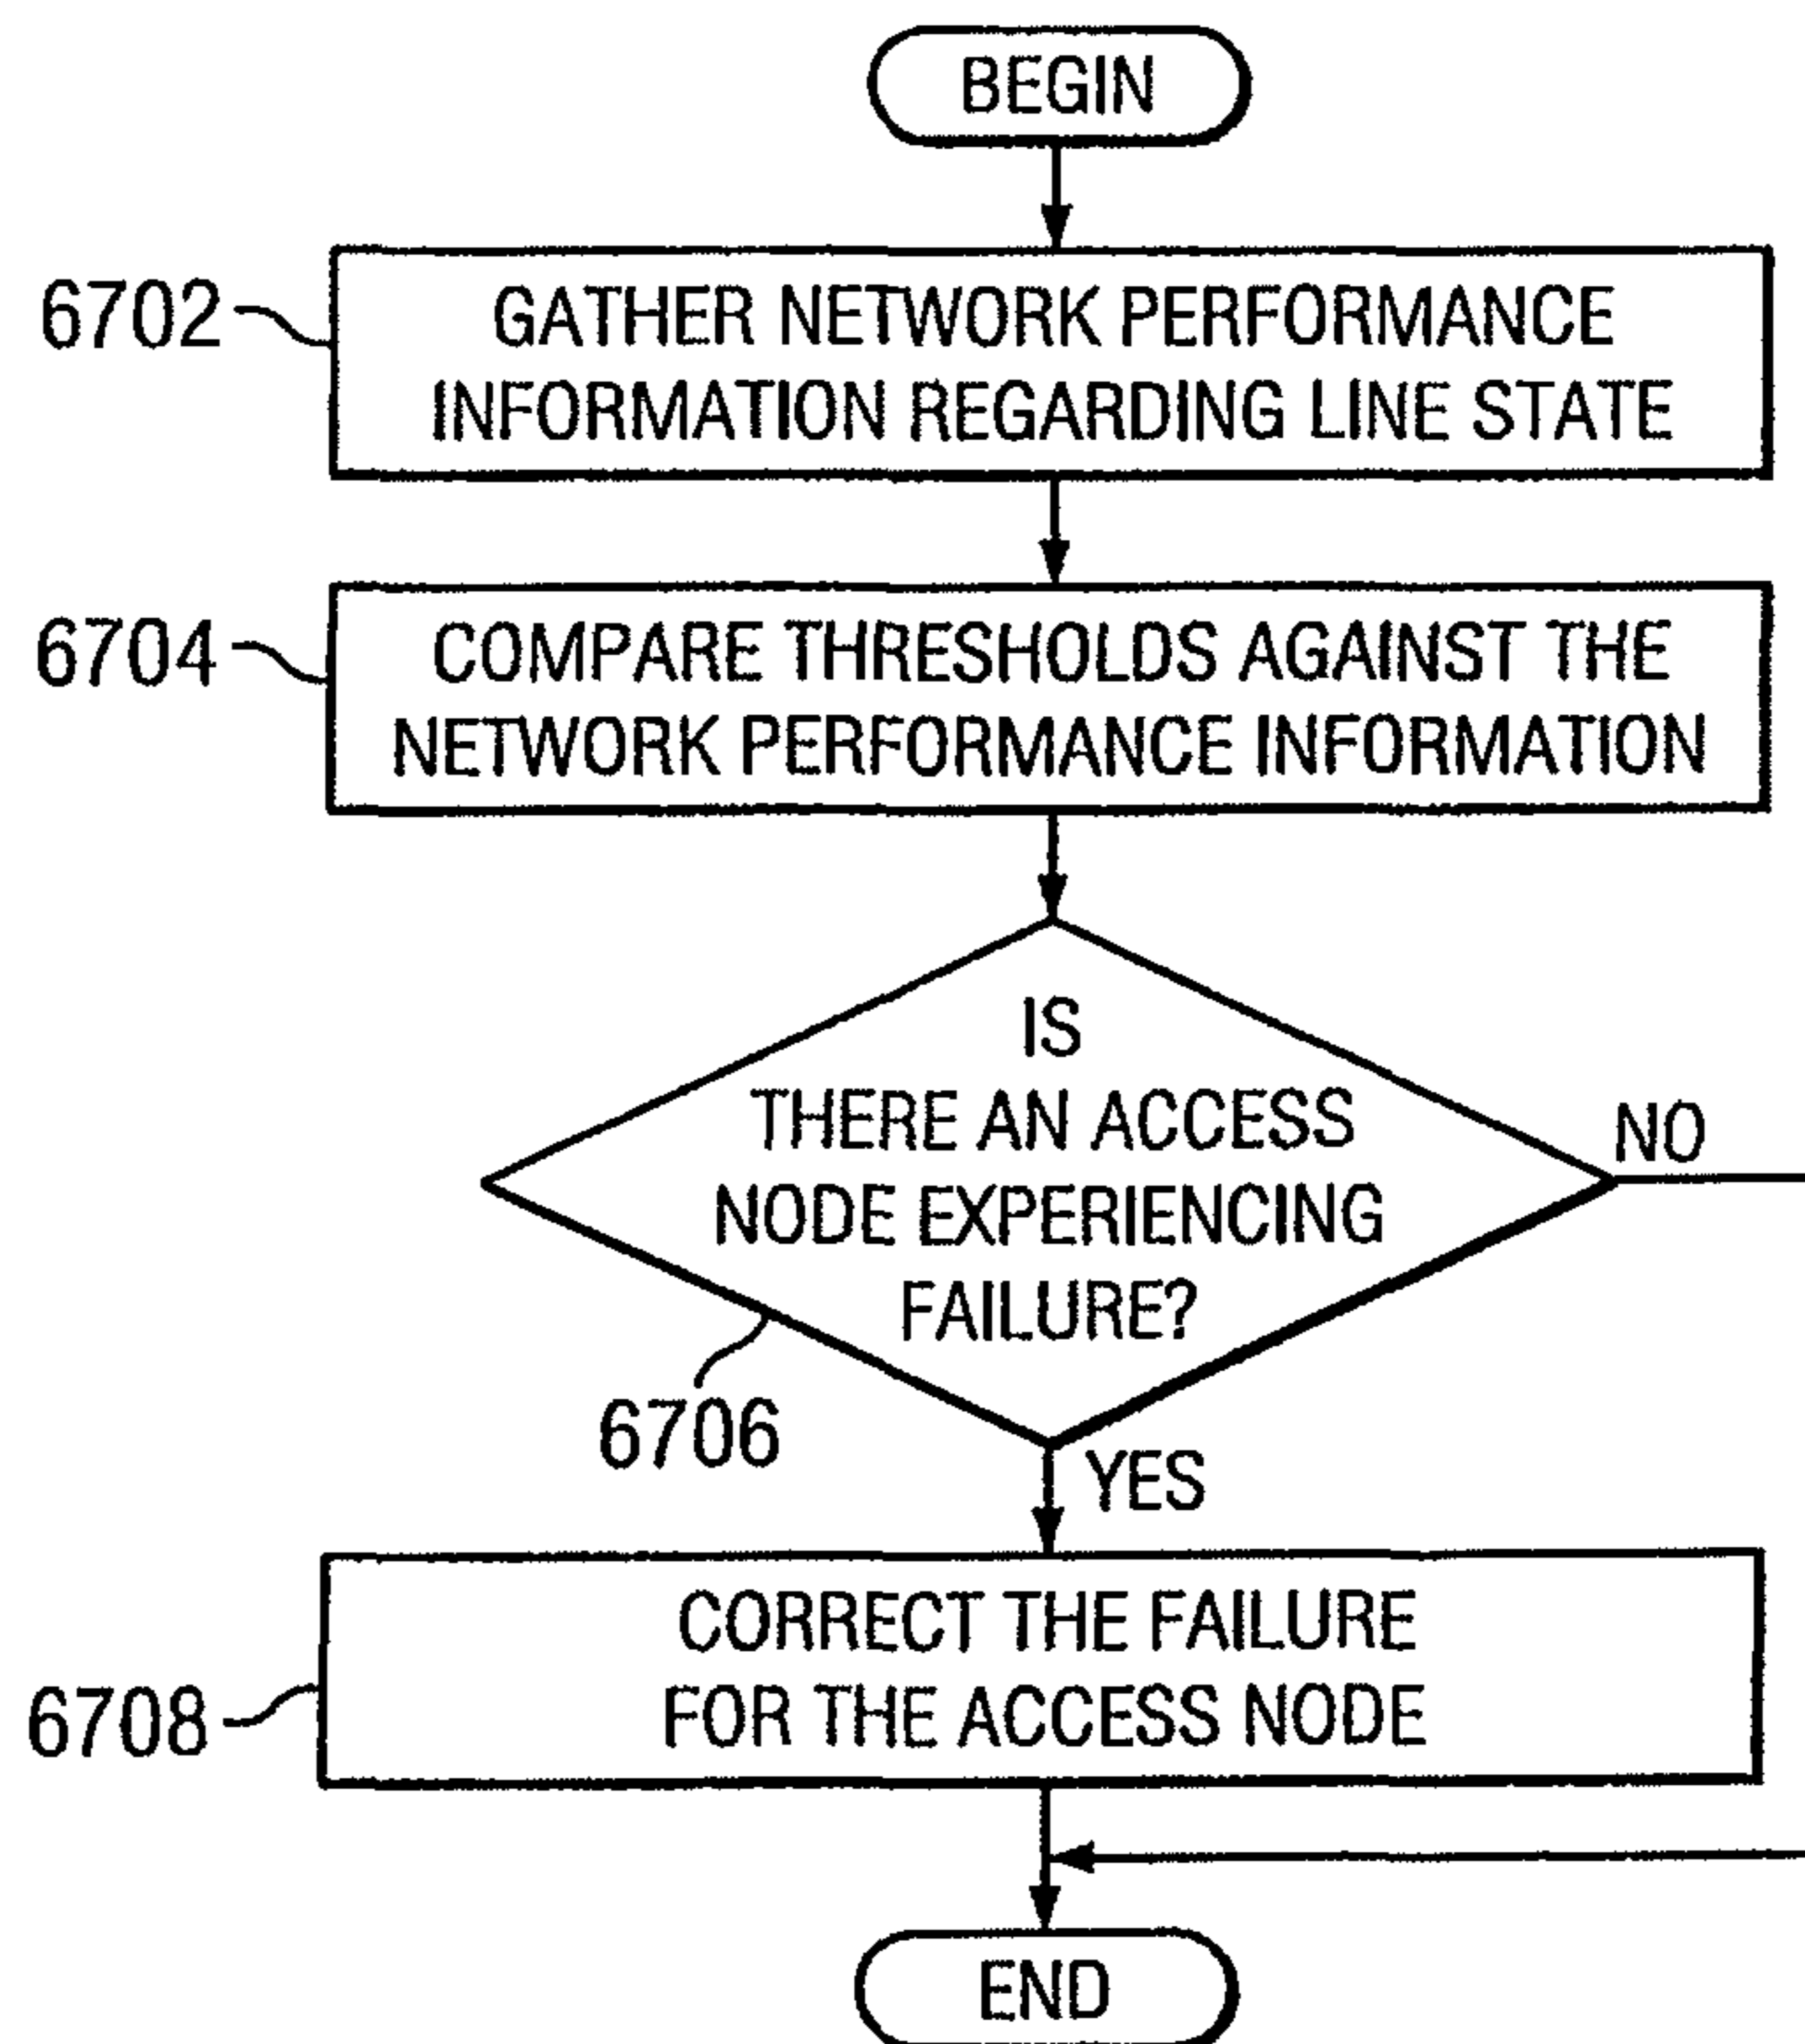 BEGIN
6702
GATHER NETWORK PERFORMANCE
INFORMATION REGARDING LINE STATE
6704
COMPARE THRESHOLDS AGAINST THE
NETWORK PERFORMANCE INFORMATION
IS
THERE AN ACCESS
NODE EXPERIENCING
FAILURE?
NO
6706
YES
CORRECT THE FAILURE
FOR THE ACCESS NODE
6708
END